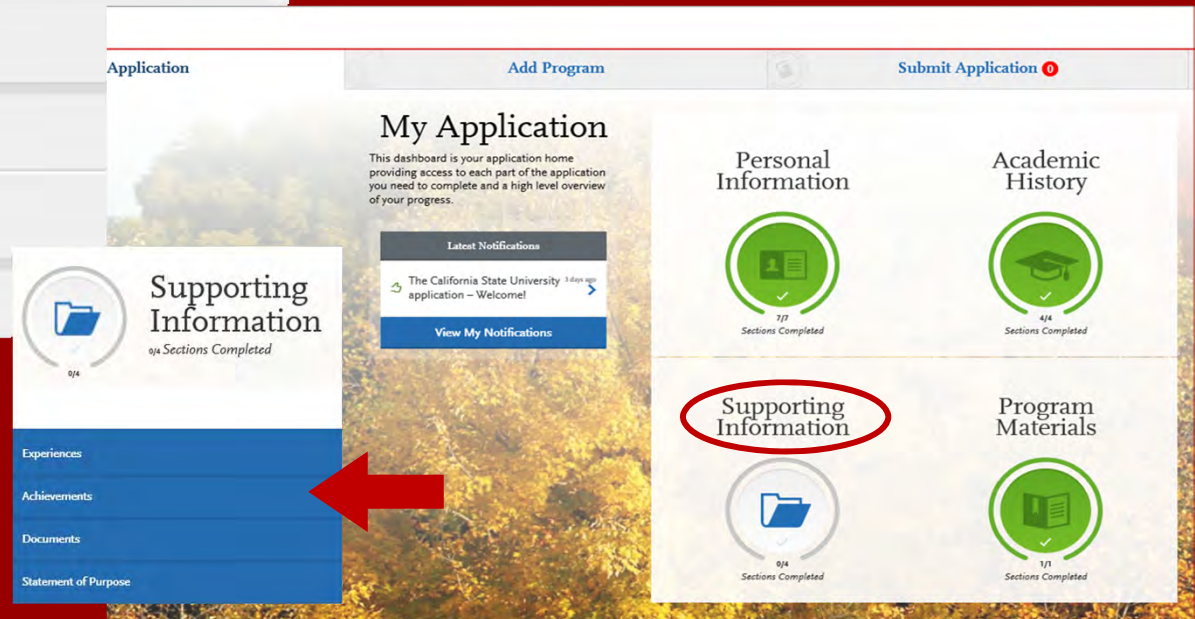 Application
Add Program
Submit Application 0
My Application
This dashboard is your application home
providing access to each part of the application
you need to complete and a high level overview
of your progress.
Latest Notifications
The California State University 3 days ago
application – Welcome!
View My Notifications
Personal
Information
7/7
Sections Completed
Academic
History
4/4
Sections Completed
Supporting
Information
0/4
Sections Completed
Program
Materials
1/1
Sections Completed
Supporting
Information
0/4 Sections Completed
0/4
Experiences
Achievements
Documents
Statement of Purpose